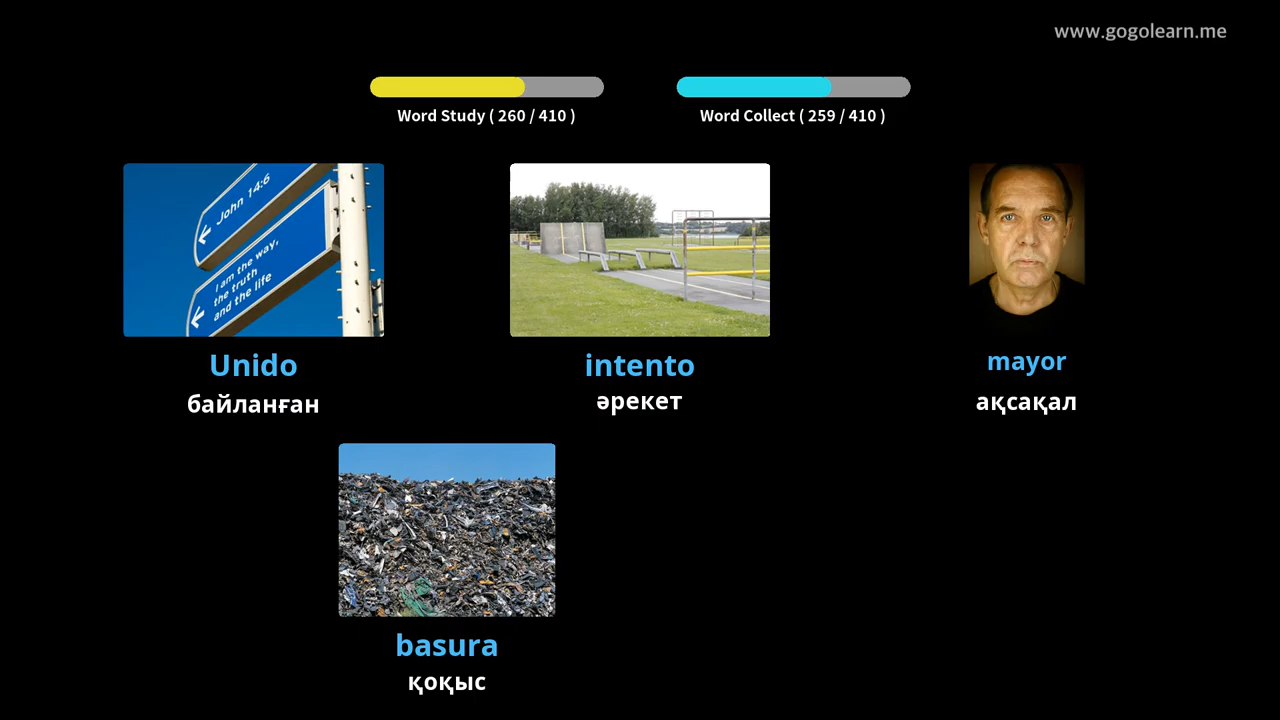 www.gogolearn.me
Word Study ( 260 / 410 )
Word Collect ( 259 / 410 )
John 14:6
I am the way,
the truth
and the life
Unido
байланған
intento
әрекет
mayor
ақсақал
basura
қоқыс